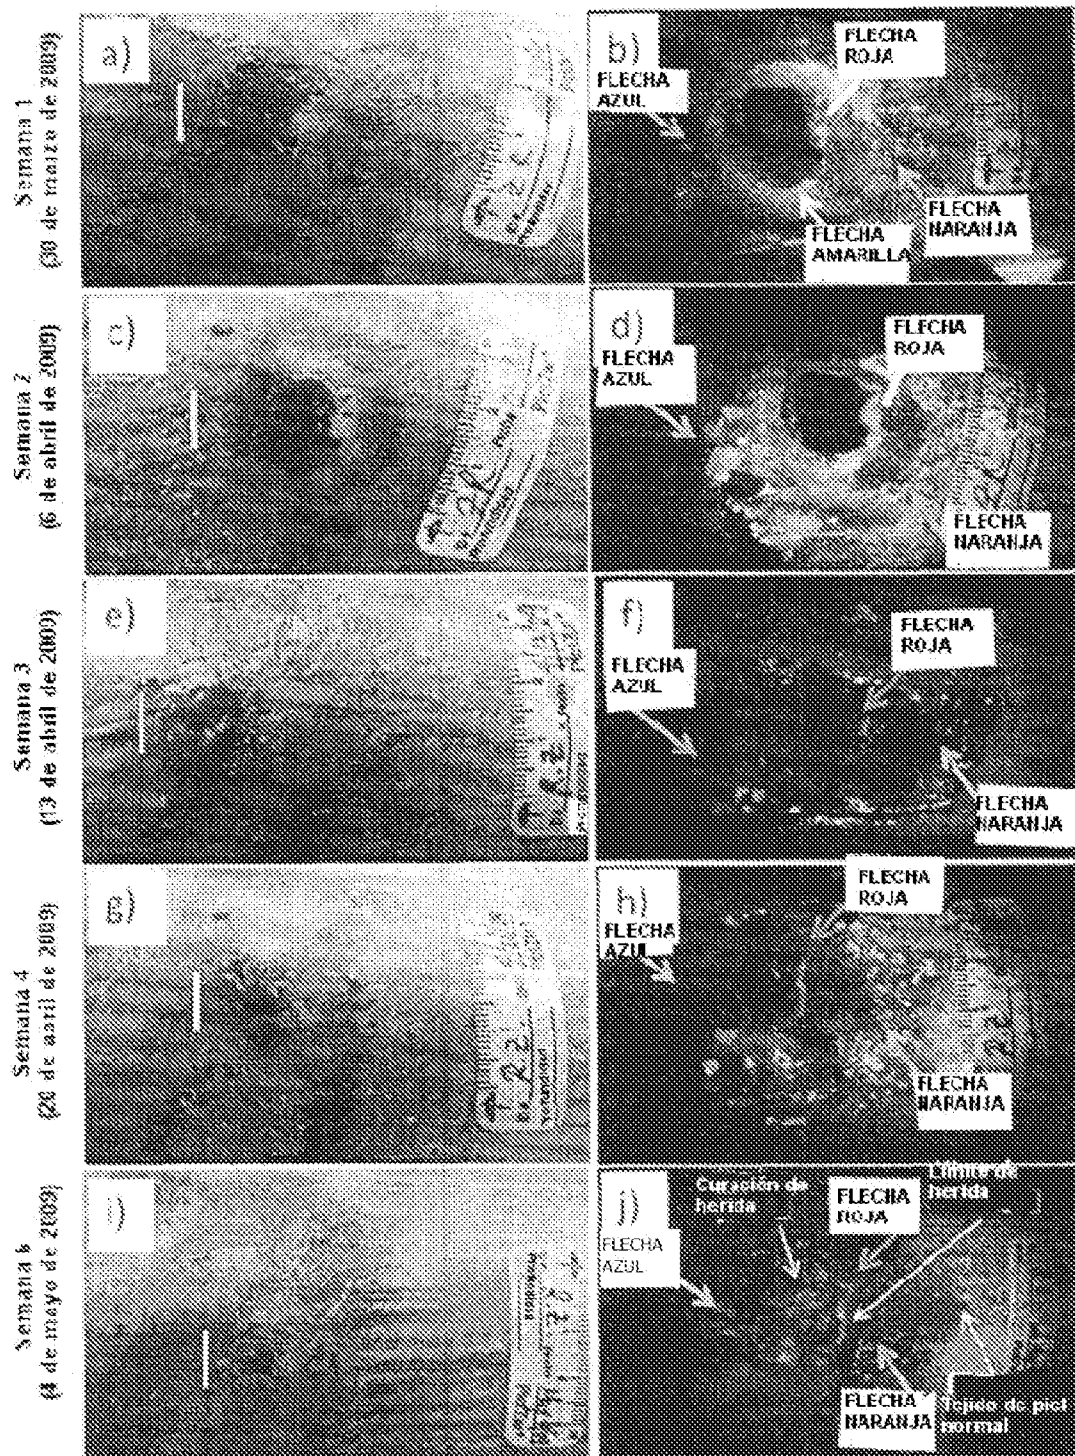 Semana 1
(30 de marzo de 2009)
a)
b)
FLECHA
ROJA
FLECHA
AZUL
FLECHA
NARANJA
FLECHA
AMARILLA
Semana 2
(6 de abril de 2009)
c)
d)
FLECHA
ROJA
FLECHA
AZUL
FLECHA
NARANJA
Semana 3
(13 de abril de 2009)
e)
f)
FLECHA
ROJA
FLECHA
AZUL
FLECHA
NARANJA
Semana 4
(20 de abril de 2009)
g)
h)
FLECHA
ROJA
FLECHA
AZUL
FLECHA
NARANJA
Semana 6
(4 de mayo de 2009)
i)
j)
Curación de
herida
FLECHA
ROJA
Límite de
herida
FLECHA
AZUL
FLECHA
NARANJA
Tejido de piel
normal